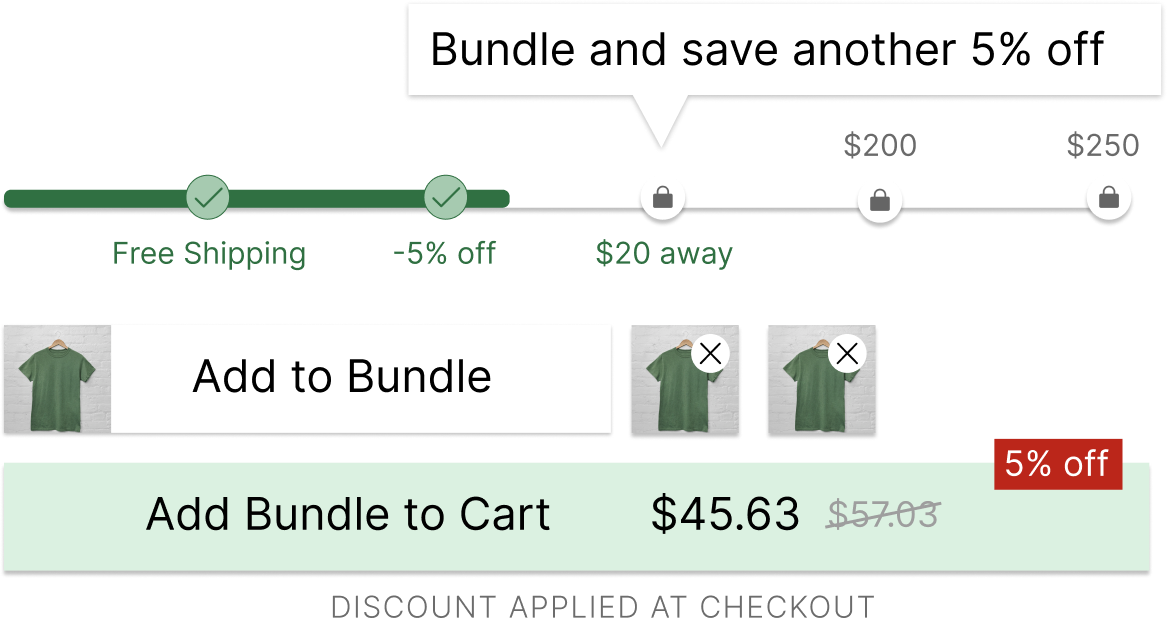 Bundle and save another 5% off
$200
$250
Free Shipping
-5% off
$20 away
Add to Bundle
5% off
Add Bundle to Cart
$45.63
$57.03
DISCOUNT APPLIED AT CHECKOUT